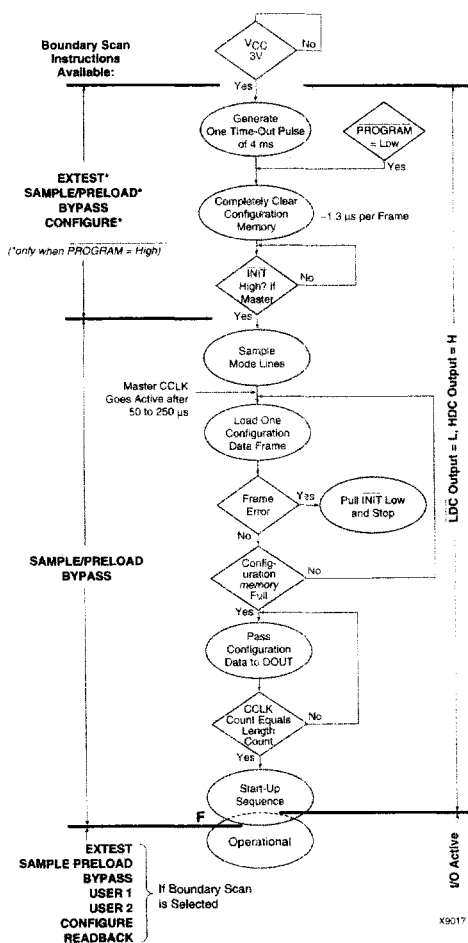 Boundary Scan
Instructions
Available:
VCC
3V
No
Yes
Generate
One Time-Out Pulse
of 4 ms
PROGRAM
= Low
Yes
EXTEST*
SAMPLE/PRELOAD*
BYPASS
CONFIGURE*
(*only when PROGRAM = High)
Completely Clear
Configuration
Memory
~1.3 µs per Frame
INIT
High? if
Master
No
Yes
Sample
Mode Lines
Master CCLK
Goes Active after
50 to 250 µs
Load One
Configuration
Data Frame
LDC Output = L, HDC Output = H
Frame
Error
Yes
Pull INIT Low
and Stop
No
SAMPLE/PRELOAD
BYPASS
Config-
uration
memory
Full
No
Yes
Pass
Configuration
Data to DOUT
CCLK
Count Equals
Length
Count
No
Yes
Start-Up
Sequence
F
Operational
I/O Active
EXTEST
SAMPLE PRELOAD
BYPASS
USER 1
USER 2
CONFIGURE
READBACK
If Boundary Scan
is Selected
X9017